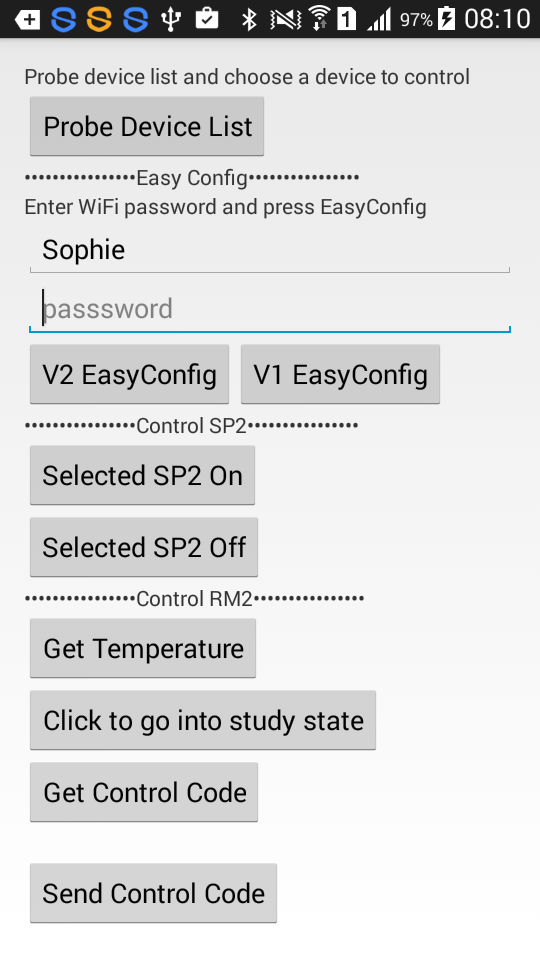 1 97% 08:10
Probe device list and choose a device to control
Probe Device List
••••••••••••••••Easy Config••••••••••••••••
Enter WiFi password and press EasyConfig
Sophie
passsword
V2 EasyConfig V1 EasyConfig
••••••••••••••••Control SP2••••••••••••••••
Selected SP2 On
Selected SP2 Off
••••••••••••••••Control RM2••••••••••••••••
Get Temperature
Click to go into study state
Get Control Code
Send Control Code